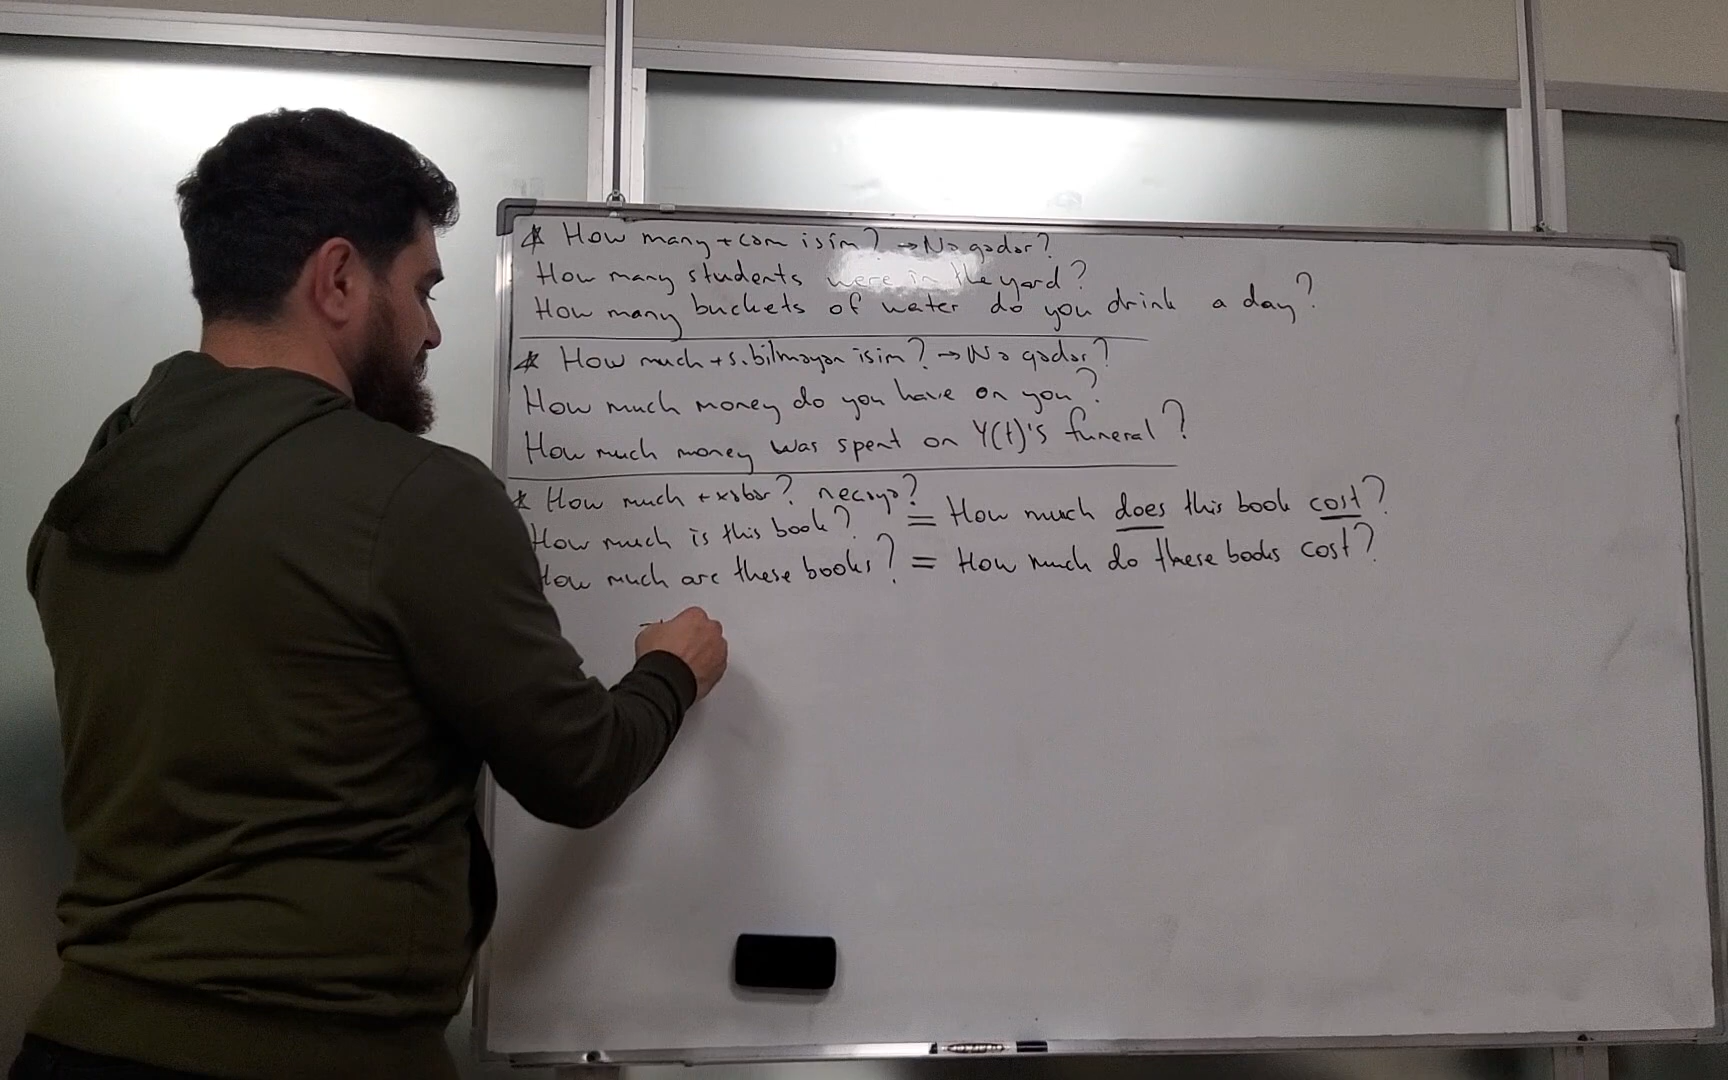 * How many + cəm isim? → Nə qədər?
How many students were in the yard?
How many buckets of water do you drink a day?
* How much + s. bilməyən isim? → Nə qədər?
How much money do you have on you?
How much money was spent on Y(t)'s funeral?
* How much + xəbər? neçəyə?
How much is this book? = How much does this book cost?
How much are these books? = How much do these books cost?